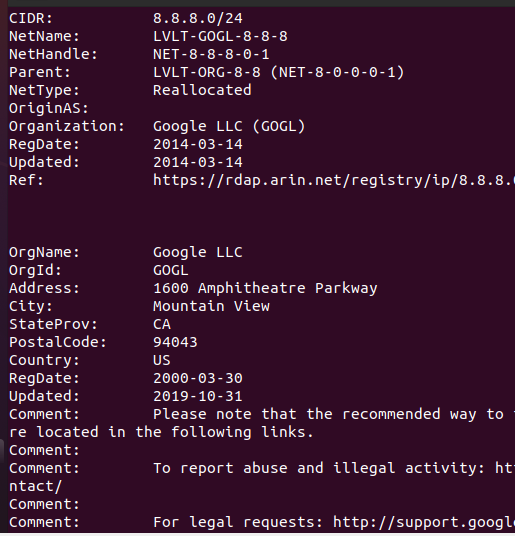 CIDR: 8.8.8.0/24
NetName: LVLT-GOGL-8-8-8
NetHandle: NET-8-8-8-0-1
Parent: LVLT-ORG-8-8 (NET-8-0-0-0-1)
NetType: Reallocated
OriginAS:
Organization: Google LLC (GOGL)
RegDate: 2014-03-14
Updated: 2014-03-14
Ref: https://rdap.arin.net/registry/ip/8.8.8.
OrgName: Google LLC
OrgId: GOGL
Address: 1600 Amphitheatre Parkway
City: Mountain View
StateProv: CA
PostalCode: 94043
Country: US
RegDate: 2000-03-30
Updated: 2019-10-31
Comment: Please note that the recommended way to
re located in the following links.
Comment:
Comment: To report abuse and illegal activity: ht
ntact/
Comment:
Comment: For legal requests: http://support.goog